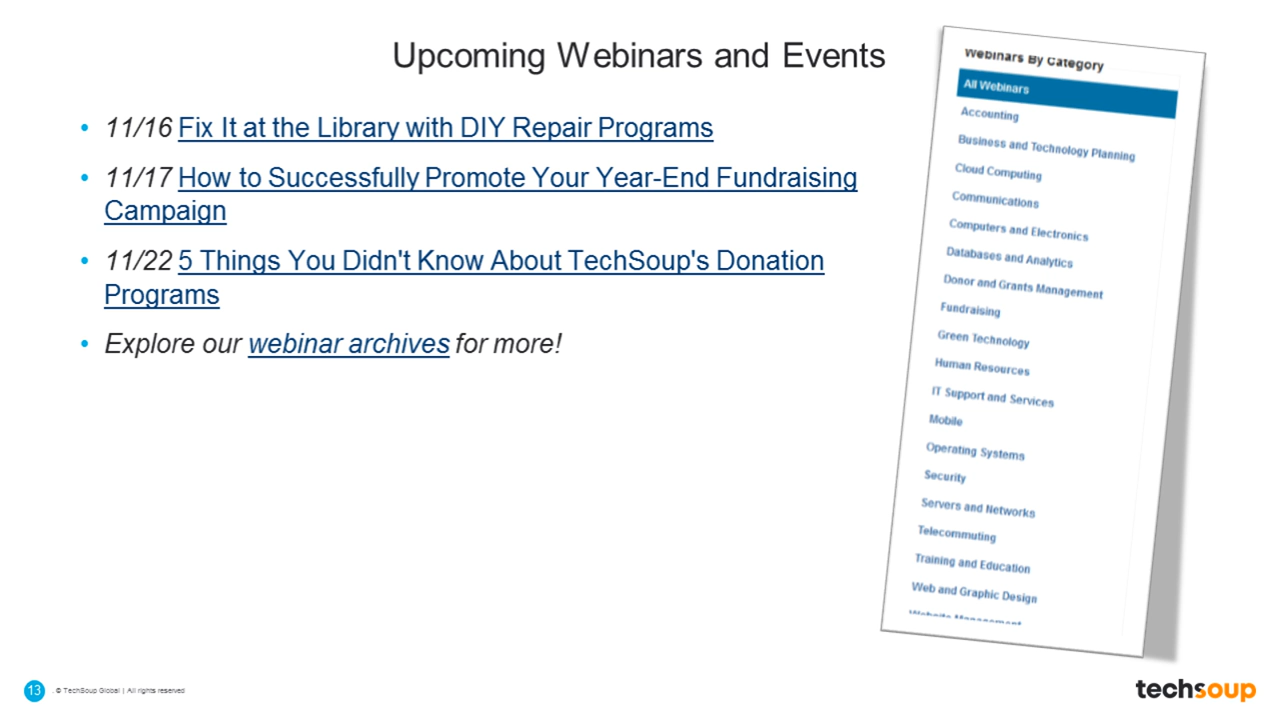 Upcoming Webinars and Events
• 11/16 Fix It at the Library with DIY Repair Programs
• 11/17 How to Successfully Promote Your Year-End Fundraising
Campaign
• 11/22 5 Things You Didn't Know About TechSoup's Donation
Programs
• Explore our webinar archives for more!
Webinars By Category
All Webinars
Accounting
Business and Technology Planning
Cloud Computing
Communications
Computers and Electronics
Databases and Analytics
Donor and Grants Management
Fundraising
Green Technology
Human Resources
IT Support and Services
Mobile
Operating Systems
Security
Servers and Networks
Telecommuting
Training and Education
Web and Graphic Design
Website Management
13 . © TechSoup Global | All rights reserved
techsoup